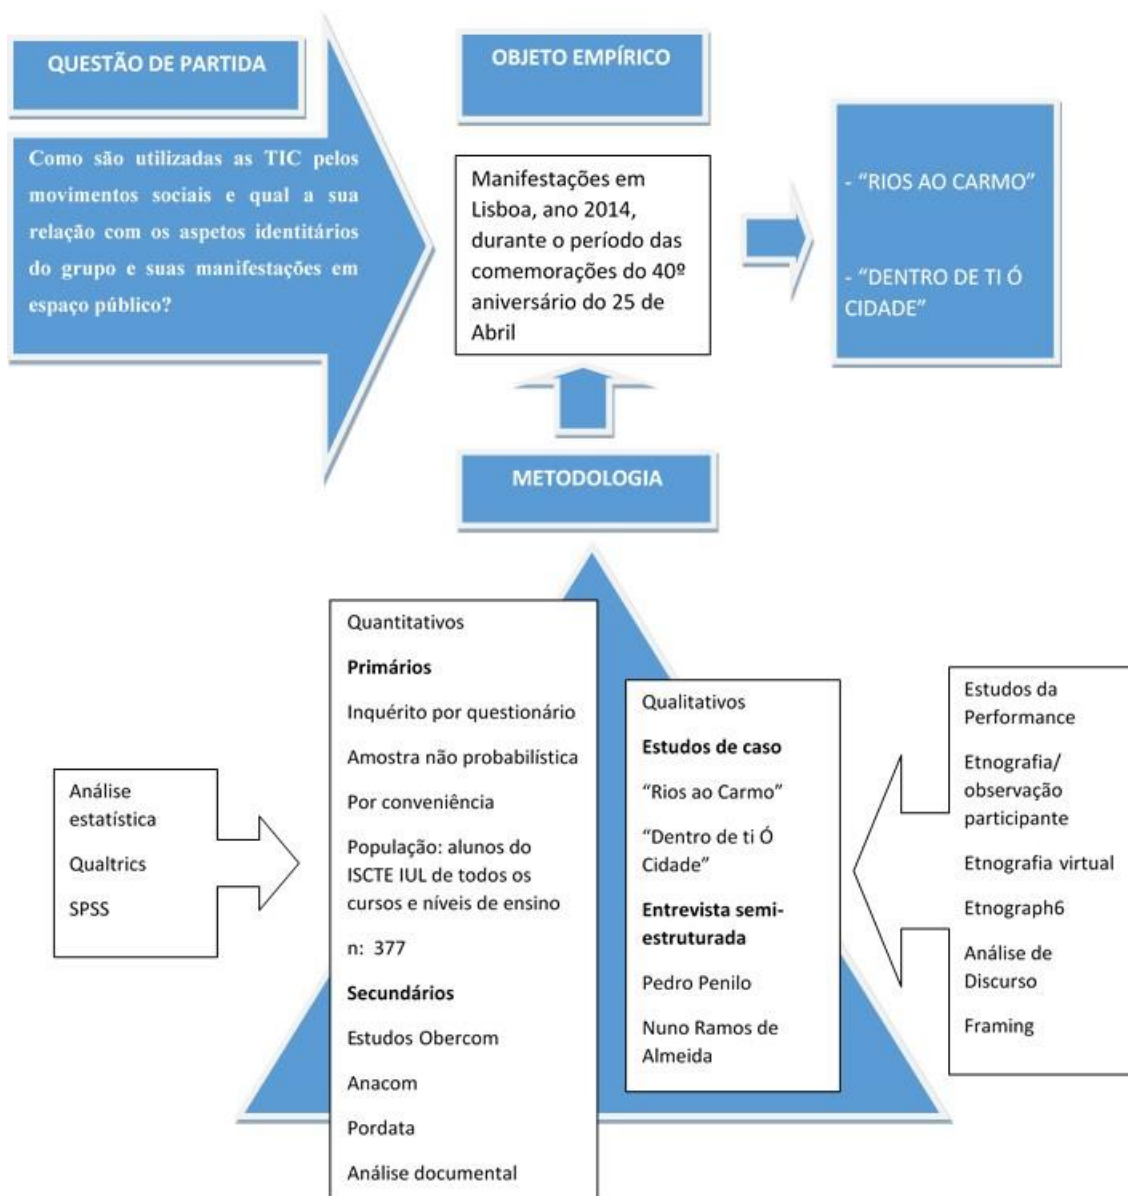 QUESTÃO DE PARTIDA
Como são utilizadas as TIC pelos
movimentos sociais e qual a sua
relação com os aspetos identitários
do grupo e suas manifestações em
espaço público?
OBJETO EMPÍRICO
Manifestações em
Lisboa, ano 2014,
durante o período das
comemorações do 40º
aniversário do 25 de
Abril
- “RIOS AO CARMO”
- “DENTRO DE TI Ó
CIDADE”
METODOLOGIA
Análise
estatística
Qualtrics
SPSS
Quantitativos
Primários
Inquérito por questionário
Amostra não probabilística
Por conveniência
População: alunos do
ISCTE IUL de todos os
cursos e níveis de ensino
n: 377
Secundários
Estudos Obercom
Anacom
Pordata
Análise documental
Qualitativos
Estudos de caso
“Rios ao Carmo”
“Dentro de ti Ó
Cidade”
Entrevista semi-
estruturada
Pedro Penilo
Nuno Ramos de
Almeida
Estudos da
Performance
Etnografia/
observação
participante
Etnografia virtual
Etnograph6
Análise de
Discurso
Framing